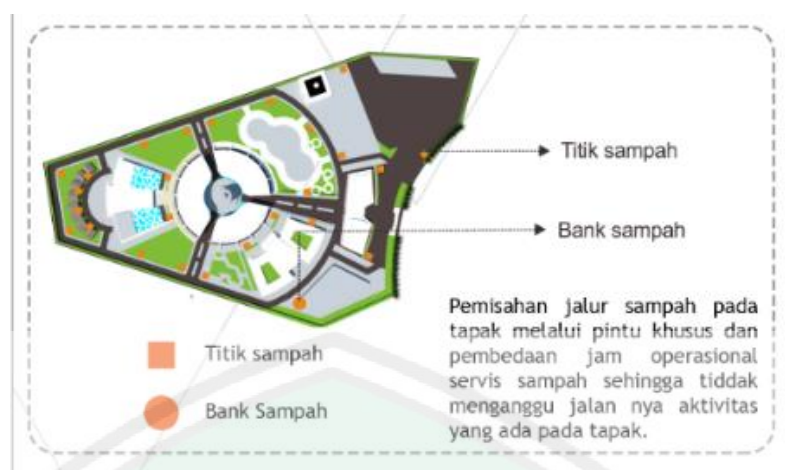 Titik sampah
Bank sampah
Pemisahan jalur sampah pada
tapak melalui pintu khusus dan
pembedaan jam operasional
servis sampah sehingga tiddak
menganggu jalan nya aktivitas
yang ada pada tapak.
Titik sampah
Bank Sampah